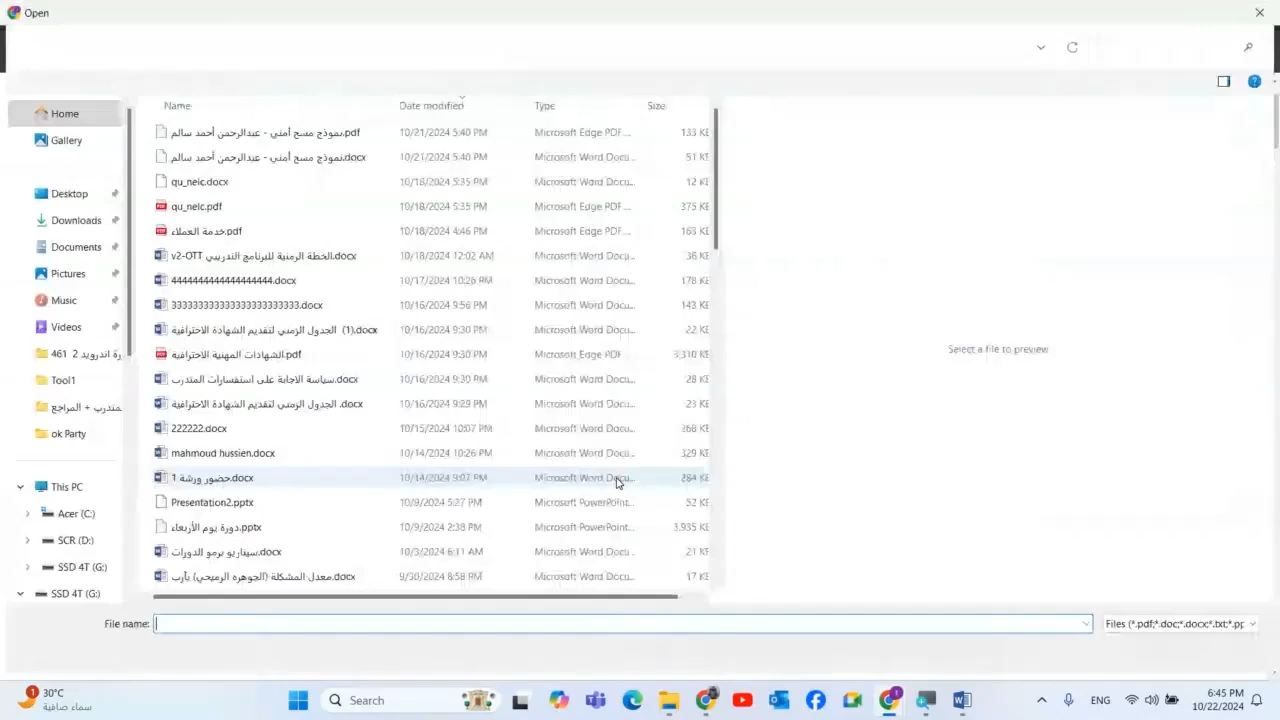 Open
Home
Gallery
Desktop
Downloads
Documents
Pictures
Music
Videos
رة اندرويد 2 461
Tool1
متدرب + المراجع
ok Party
This PC
Acer (C:)
SCR (D:)
SSD 4T (G:)
SSD 4T (G:)
Name Date modified Type Size
نموذج مسح أمني - عبدالرحمن أحمد سالم.pdf 10/21/2024 5:40 PM Microsoft Edge PDF ... 133 KB
نموذج مسح أمني - عبدالرحمن أحمد سالم.docx 10/21/2024 5:40 PM Microsoft Word Docu... 51 KB
qu_neic.docx 10/18/2024 5:35 PM Microsoft Word Docu... 12 KB
qu_neic.pdf 10/18/2024 5:35 PM Microsoft Edge PDF ... 375 KB
خدمة العملاء.pdf 10/18/2024 4:46 PM Microsoft Edge PDF ... 163 KB
الخطة الزمنية للبرنامج التدريبي v2-OTT.docx 10/18/2024 12:02 AM Microsoft Word Docu... 36 KB
4444444444444444444.docx 10/17/2024 10:26 PM Microsoft Word Docu... 178 KB
10/16/2024 9:56 PM Microsoft Word Docu... 143 KB
الجدول الزمني لتقديم الشهادة الاحترافية (1).docx 10/16/2024 9:30 PM Microsoft Word Docu... 22 KB
الشهادات المهنية الاحترافية.pdf 10/16/2024 9:30 PM Microsoft Edge PDF 3,310 KB
سياسة الاجابة على استفسارات المتدرب.docx 10/16/2024 9:30 PM Microsoft Word Docu... 28 KB
الجدول الزمني لتقديم الشهادة الاحترافية .docx 10/16/2024 9:29 PM Microsoft Word Docu... 23 KB
222222.docx 10/15/2024 10:07 PM Microsoft Word Docu... 268 KB
mahmoud hussien.docx 10/14/2024 10:26 PM Microsoft Word Docu... 329 KB
حضور ورشة 1.docx 10/14/2024 9:07 PM Microsoft Word Docu... 284 KB
Presentation2.pptx 10/9/2024 5:27 PM Microsoft PowerPoint... 52 KB
دورة يوم الأربعاء.pptx 10/9/2024 2:38 PM Microsoft PowerPoint... 3,935 KB
سيناريو برمو الدورات.docx 10/3/2024 6:11 AM Microsoft Word Docu... 21 KB
معدل المشكلة (الجوهره الرميحي) يأرب.docx 9/30/2024 8:58 PM Microsoft Word Docu... 17 KB
Select a file to preview
File name: Files (*.pdf;*.doc;*.docx;*.txt;*.pp
1
30°C
سماء صافية
Search
1
ENG
6:45 PM
10/22/2024